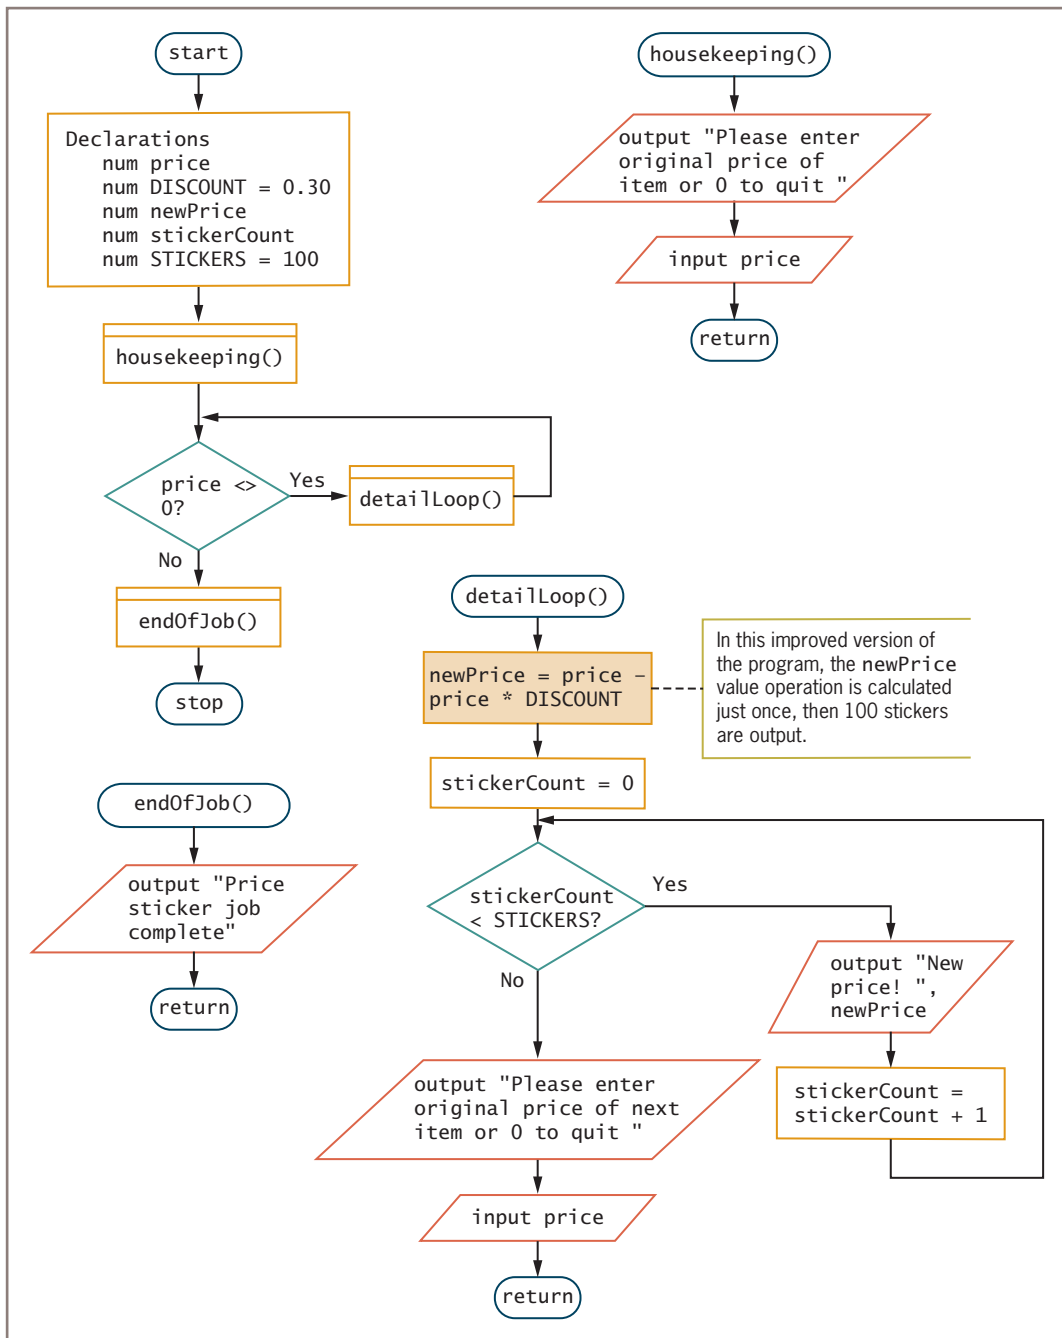 start
Declarations
num price
num DISCOUNT = 0.30
num newPrice
num stickerCount
num STICKERS = 100
housekeeping()
price <>
0?
Yes
detailLoop()
No
endOfJob()
stop
housekeeping()
output "Please enter
original price of
item or 0 to quit "
input price
return
endOfJob()
output "Price
sticker job
complete"
return
detailLoop()
newPrice = price –
price * DISCOUNT
In this improved version of
the program, the newPrice
value operation is calculated
just once, then 100 stickers
are output.
stickerCount = 0
stickerCount
< STICKERS?
Yes
output "New
price! ",
newPrice
stickerCount =
stickerCount + 1
No
output "Please enter
original price of next
item or 0 to quit "
input price
return